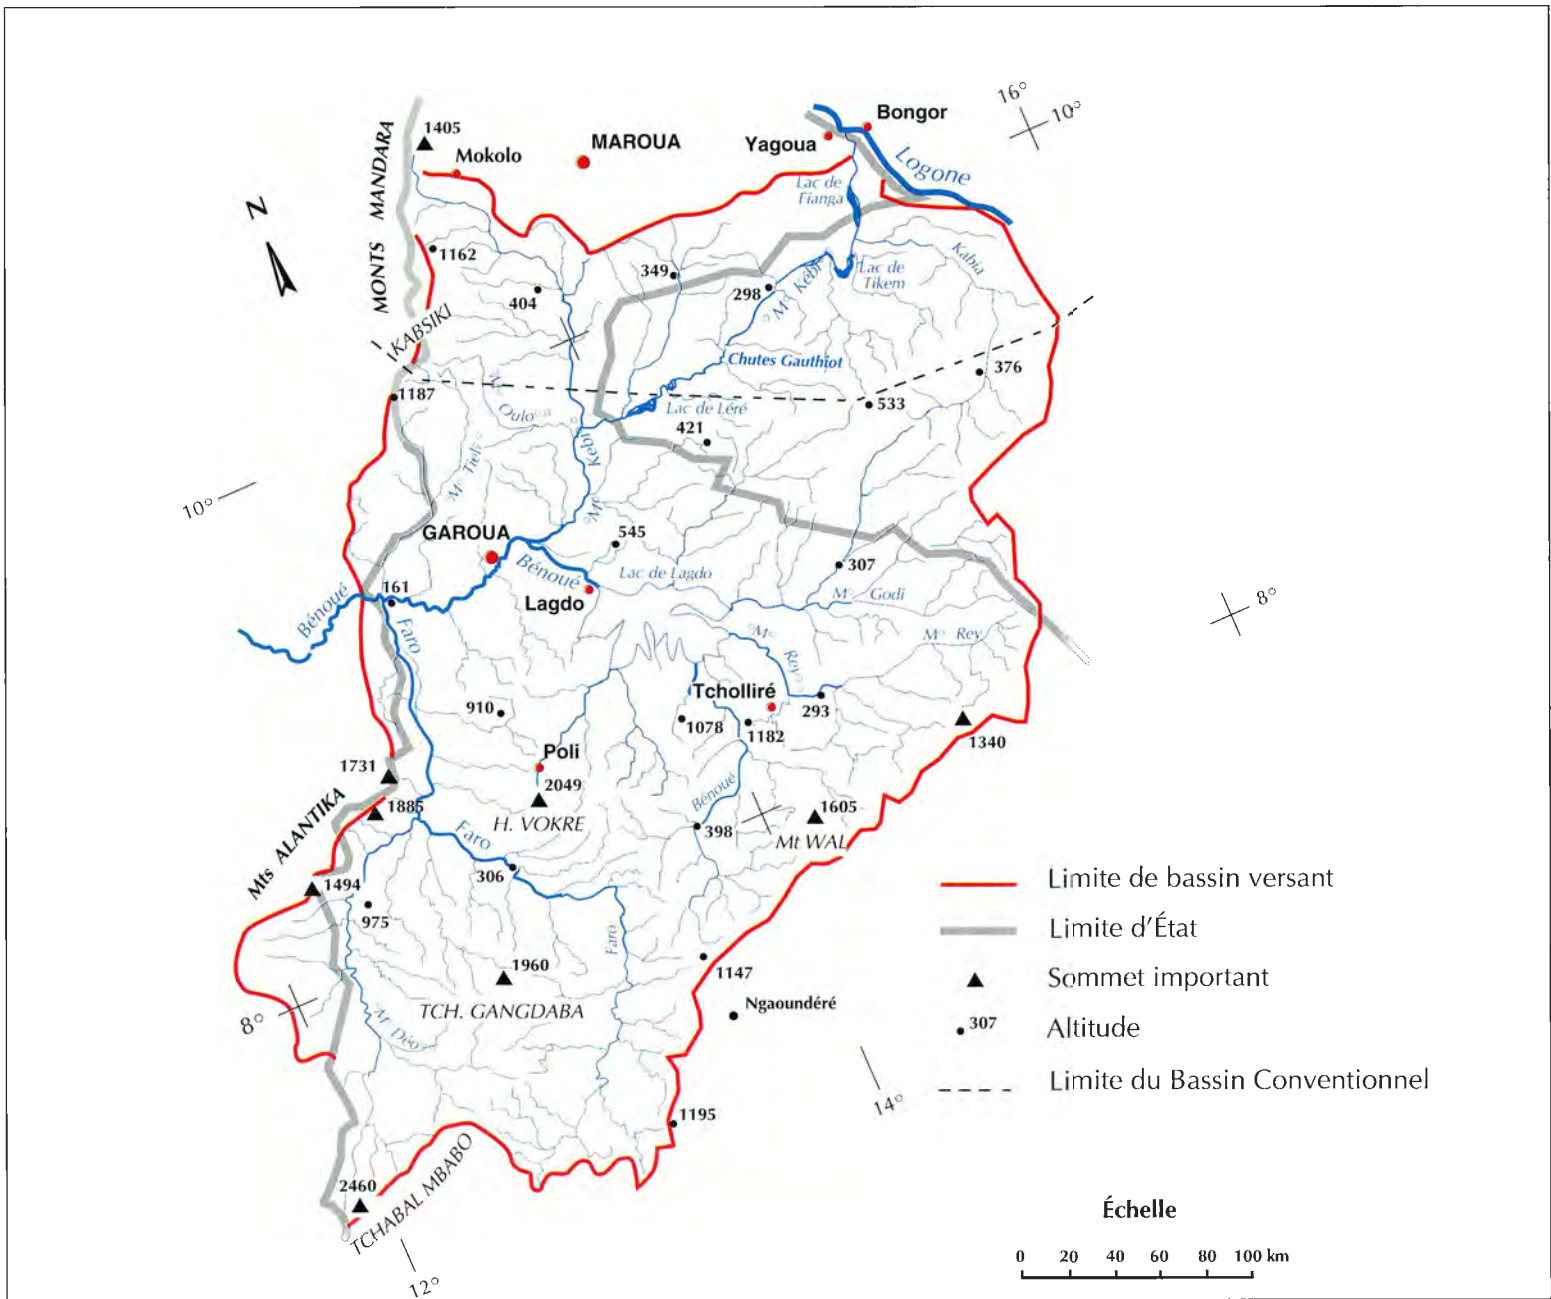 16°
10°
Bongor
Yagoua
MAROUA
1405
Mokolo
Logone
MONTS MANDARA
Lac de
Fianga
N
1162
349
298
404
Mº Kébi
Lac de
Tikem
Kabia
KABSIKI
Chutes Gauthiot
376
1187
Oulo
Lac de Léré
533
421
Kébi
Mº Tiel
Mº
10°
GAROUA
545
Bénoué
Lac de Lagdo
307
161
Lagdo
Mº Godi
8°
Bénoué
Faro
Mº
Rey
Mº Rey
Tcholliré
910
1078
1182
293
1340
Poli
1731
2049
1885
H. VOKRE
Bénoué
1605
Mts ALANTIKA
Faro
398
Mt WAL
306
1494
Limite de bassin versant
975
Limite d'État
Faro
1960
1147
Sommet important
TCH. GANGDABA
Ngaoundéré
8°
Mº Déo
307 Altitude
Limite du Bassin Conventionnel
14°
1195
2460
TCHABAL MBABO
Échelle
0 20 40 60 80 100 km
12°